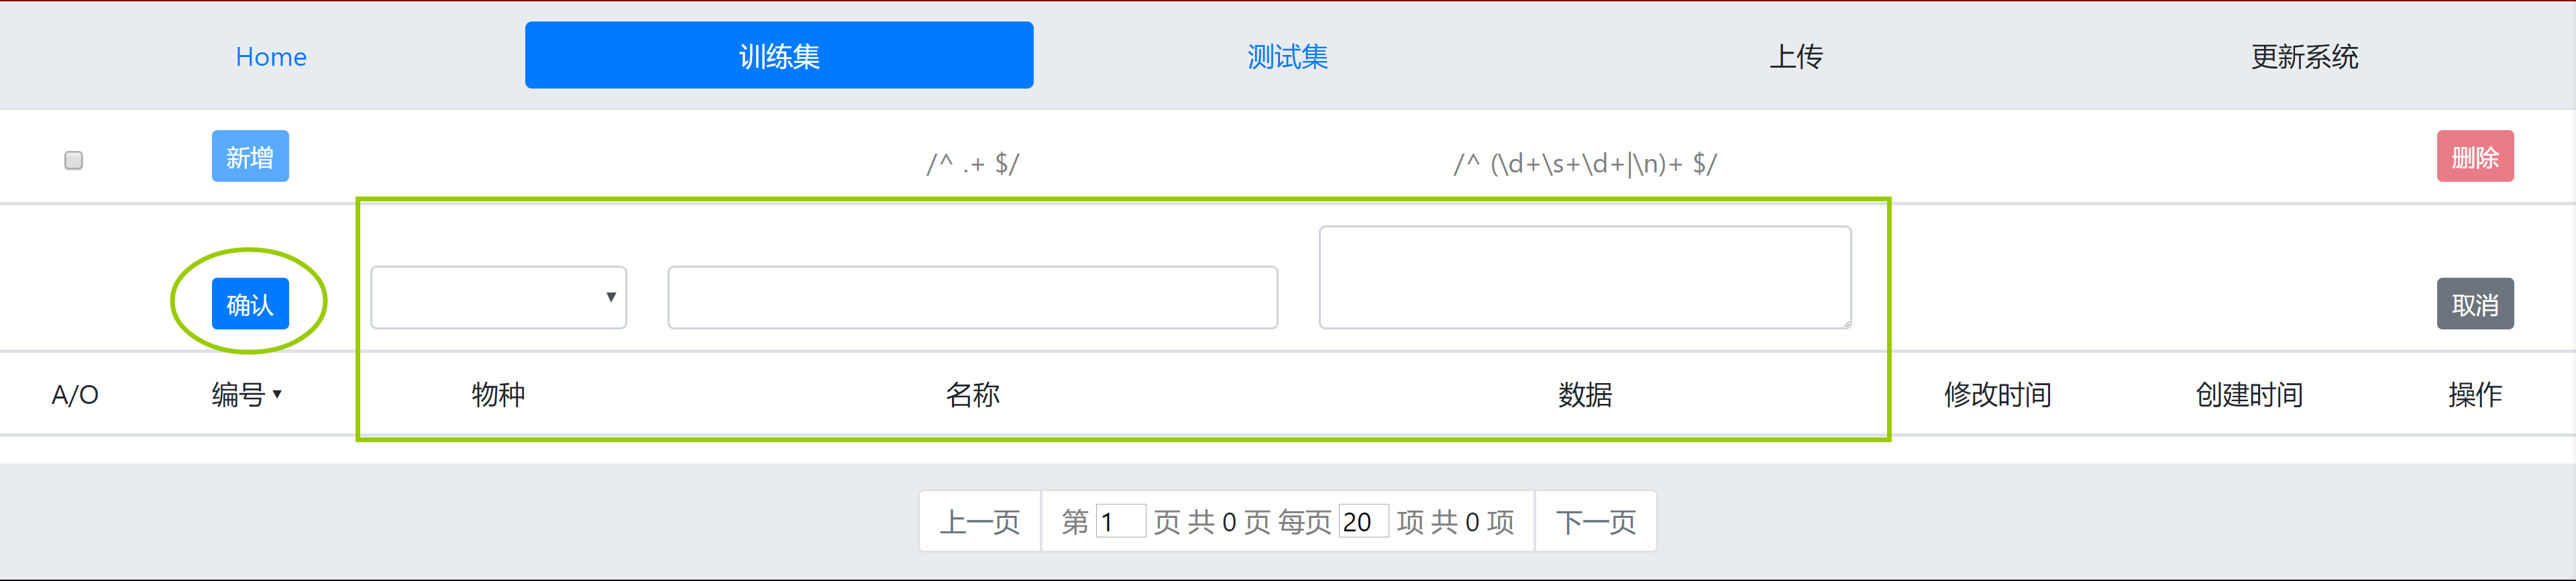 Home 训练集 测试集 上传 更新系统
新增 /^ .+ $/ /^ (\d+\s+\d+|\n)+ $/ 删除
确认 取消
A/O 编号 物种 名称 数据 修改时间 创建时间 操作
上一页 第 1 页 共 0 页 每页 20 项 共 0 项 下一页